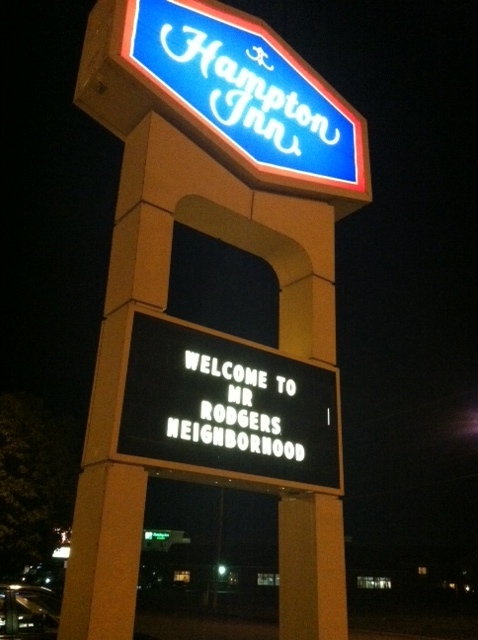 Hampton
Inn
WELCOME TO
MR
RODGERS
NEIGHBORHOOD